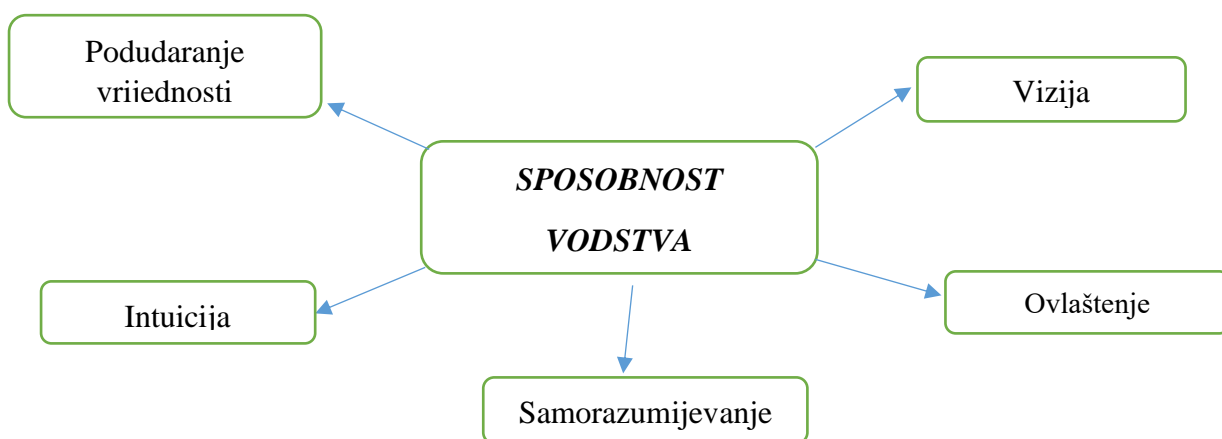 Podudaranje
vrijednosti
Vizija
SPOSOBNOST
VODSTVA
Intuicija
Ovlaštenje
Samorazumijevanje